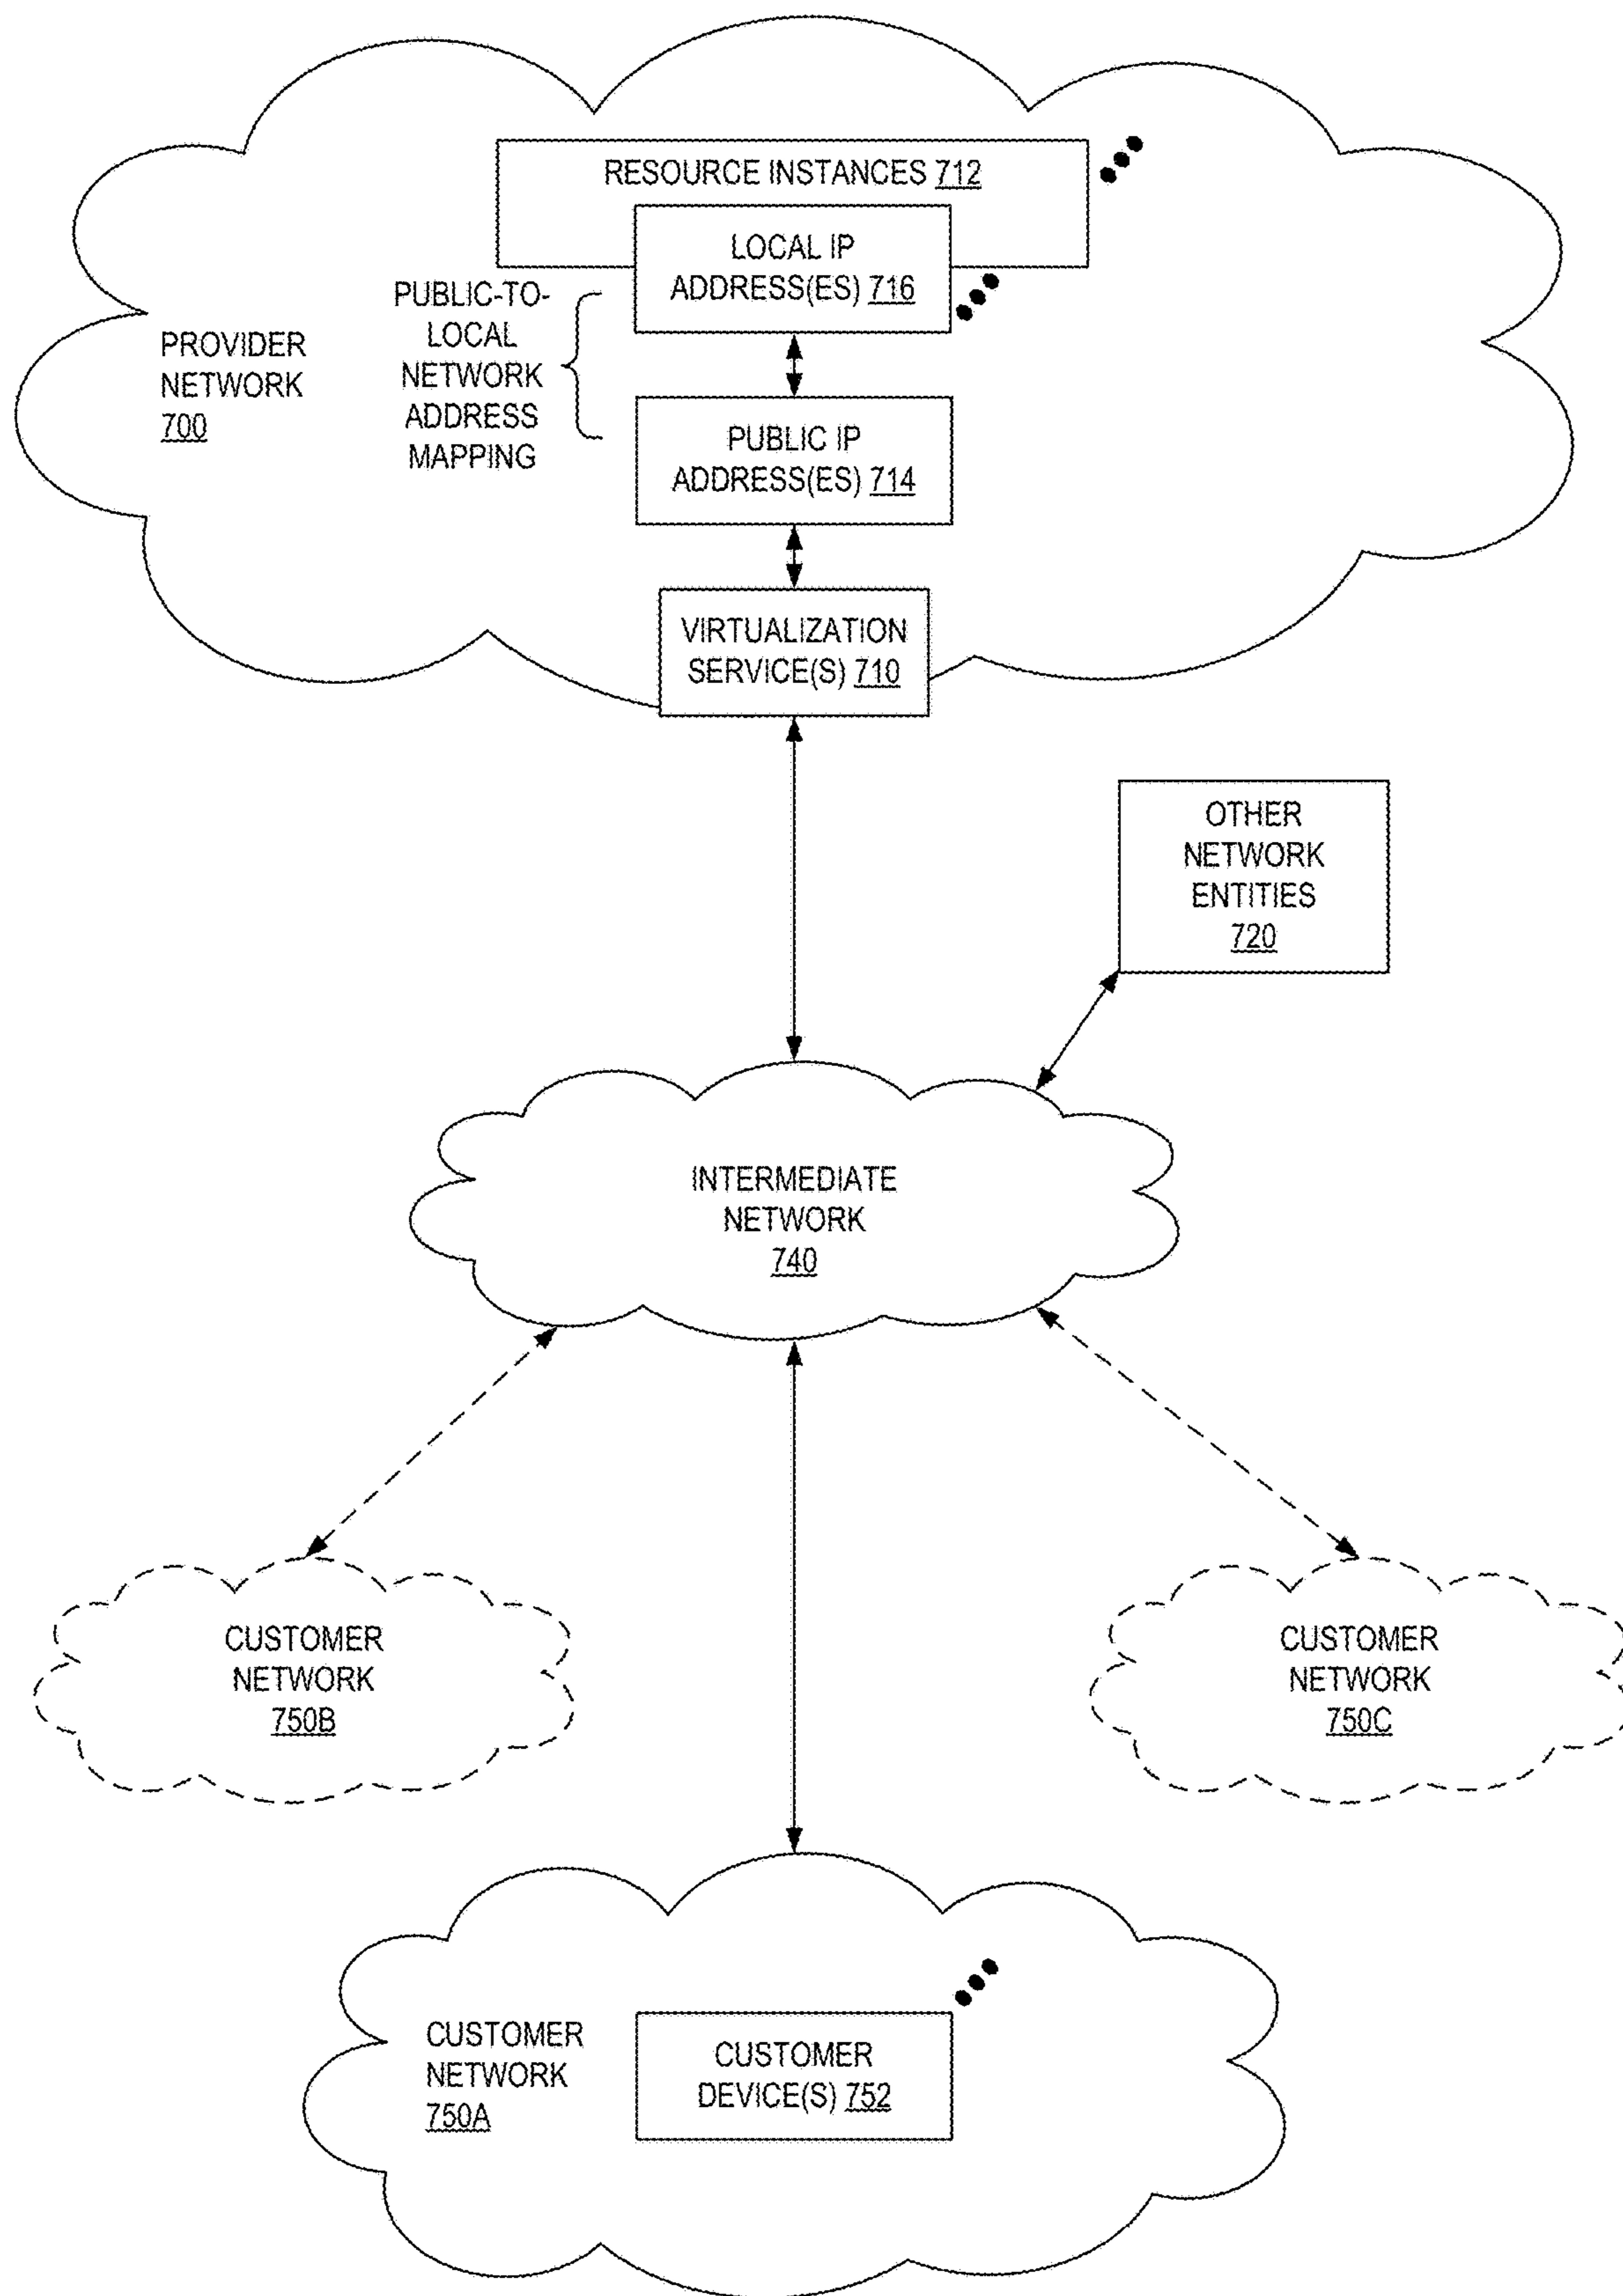 RESOURCE INSTANCES 712
LOCAL IP
ADDRESS(ES) 716
PUBLIC-TO-
LOCAL
NETWORK
ADDRESS
MAPPING
PROVIDER
NETWORK
700
PUBLIC IP
ADDRESS(ES) 714
VIRTUALIZATION
SERVICE(S) 710
OTHER
NETWORK
ENTITIES
720
INTERMEDIATE
NETWORK
740
CUSTOMER
NETWORK
750B
CUSTOMER
NETWORK
750C
CUSTOMER
NETWORK
750A
CUSTOMER
DEVICE(S) 752